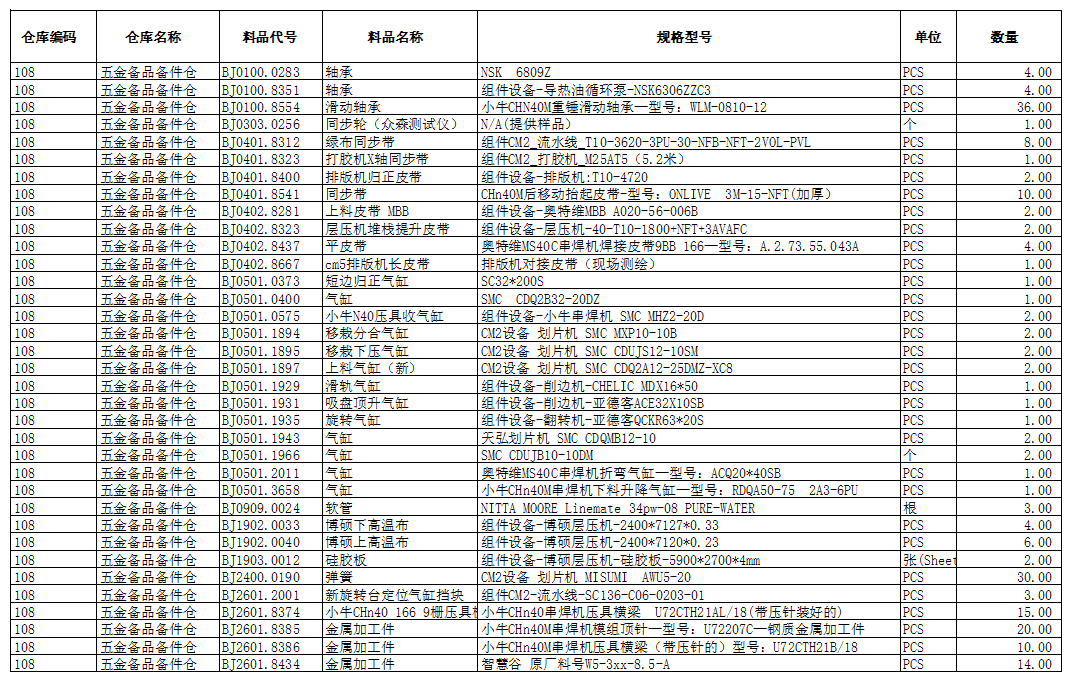 仓库编码 仓库名称 料品代号 料品名称 规格型号 单位 数量
108 五金备品备件仓 BJ0100.0283 轴承 NSK  6809Z PCS 4.00
108 五金备品备件仓 BJ0100.8351 轴承 组件设备-导热油循环泵-NSK6306ZZC3 PCS 4.00
108 五金备品备件仓 BJ0100.8554 滑动轴承 小牛CHN40M重锤滑动轴承一型号：WLM-0810-12 PCS 36.00
108 五金备品备件仓 BJ0303.0256 同步轮（众森测试仪） N/A(提供样品） 个 1.00
108 五金备品备件仓 BJ0401.8312 绿布同步带 组件CM2_流水线_T10-3620-3PU-30-NFB-NFT-2VOL-PVL PCS 8.00
108 五金备品备件仓 BJ0401.8323 打胶机X轴同步带 组件CM2_打胶机_M25AT5（5.2米） PCS 1.00
108 五金备品备件仓 BJ0401.8400 排版机归正皮带 组件设备-排版机:T10-4720 PCS 2.00
108 五金备品备件仓 BJ0401.8541 同步带 CHn40M后移动抬起皮带-型号：ONLIVE  3M-15-NFT(加厚） PCS 10.00
108 五金备品备件仓 BJ0402.8281 上料皮带 MBB 组件设备-奥特维MBB A020-56-006B PCS 2.00
108 五金备品备件仓 BJ0402.8323 层压机堆栈提升皮带 组件设备-层压机-40-T10-1800+NFT+3AVAFC PCS 2.00
108 五金备品备件仓 BJ0402.8437 平皮带 奥特维MS40C串焊机焊接皮带9BB 166一型号：A.2.73.55.043A PCS 4.00
108 五金备品备件仓 BJ0402.8667 cm5排版机长皮带 排版机对接皮带（现场测绘） PCS 1.00
108 五金备品备件仓 BJ0501.0373 短边归正气缸 SC32*200S PCS 1.00
108 五金备品备件仓 BJ0501.0400 气缸 SMC  CDQ2B32-20DZ PCS 1.00
108 五金备品备件仓 BJ0501.0575 小牛N40压具收气缸 组件设备-小牛串焊机 SMC MHZ2-20D PCS 2.00
108 五金备品备件仓 BJ0501.1894 移栽分合气缸 CM2设备 划片机 SMC MXP10-10B PCS 2.00
108 五金备品备件仓 BJ0501.1895 移栽下压气缸 CM2设备 划片机 SMC CDUJS12-10SM PCS 2.00
108 五金备品备件仓 BJ0501.1897 上料气缸（新） CM2设备 划片机 SMC CDQ2A12-25DMZ-XC8 PCS 2.00
108 五金备品备件仓 BJ0501.1929 滑轨气缸 组件设备-削边机-CHELIC MDX16*50 PCS 1.00
108 五金备品备件仓 BJ0501.1931 吸盘顶升气缸 组件设备-削边机-亚德客ACE32X10SB PCS 1.00
108 五金备品备件仓 BJ0501.1935 旋转气缸 组件设备-翻转机-亚德客QCKR63*20S PCS 1.00
108 五金备品备件仓 BJ0501.1943 气缸 天弘划片机 SMC CDQMB12-10 PCS 2.00
108 五金备品备件仓 BJ0501.1966 气缸 SMC CDUJB10-10DM 个 2.00
108 五金备品备件仓 BJ0501.2011 气缸 奥特维MS40C串焊机折弯气缸一型号：ACQ20*40SB PCS 1.00
108 五金备品备件仓 BJ0501.3658 气缸 小牛CHn40M串焊机下料升降气缸一型号：RDQA50-75  2A3-6PU PCS 1.00
108 五金备品备件仓 BJ0909.0024 软管 NITTA MOORE Linemate 34pw-08 PURE-WATER 根 3.00
108 五金备品备件仓 BJ1902.0033 博硕下高温布 组件设备-博硕层压机-2400*7127*0.33 PCS 4.00
108 五金备品备件仓 BJ1902.0040 博硕上高温布 组件设备-博硕层压机-2400*7120*0.23 PCS 6.00
108 五金备品备件仓 BJ1903.0012 硅胶板 组件设备-博硕层压机-硅胶板-5900*2700*4mm 张(Sheet 2.00
108 五金备品备件仓 BJ2400.0190 弹簧 CM2设备 划片机 MISUMI  AWU5-20 PCS 30.00
108 五金备品备件仓 BJ2601.2001 新旋转台定位气缸挡块 组件CM2-流水线-SC136-C06-0203-01 PCS 3.00
108 五金备品备件仓 BJ2601.8374 小牛CHn40 166 9栅压具 小牛CHn40串焊机压具横梁  U72CTH21AL/18(带压针装好的) PCS 15.00
108 五金备品备件仓 BJ2601.8385 金属加工件 小牛CHn40M串焊机模组顶针一型号：U72207C一钢质金属加工件 PCS 20.00
108 五金备品备件仓 BJ2601.8386 金属加工件 小牛CHn40M串焊机压具横梁（带压针的）型号：U72CTH21B/18 PCS 10.00
108 五金备品备件仓 BJ2601.8434 金属加工件 智慧谷 原厂料号W5-3xx-8.5-A PCS 14.00